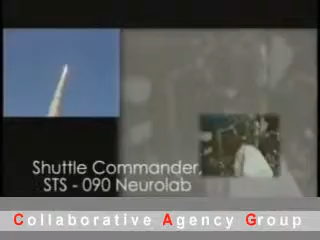 Shuttle Commander,
STS - 090 Neurolab
Collaborative Agency Group